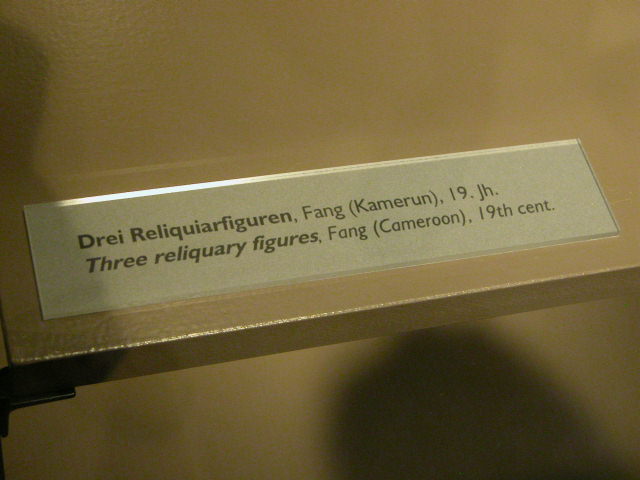 Drei Reliquiarfiguren, Fang (Kamerun), 19. Jh.
Three reliquary figures, Fang (Cameroon), 19th cent.